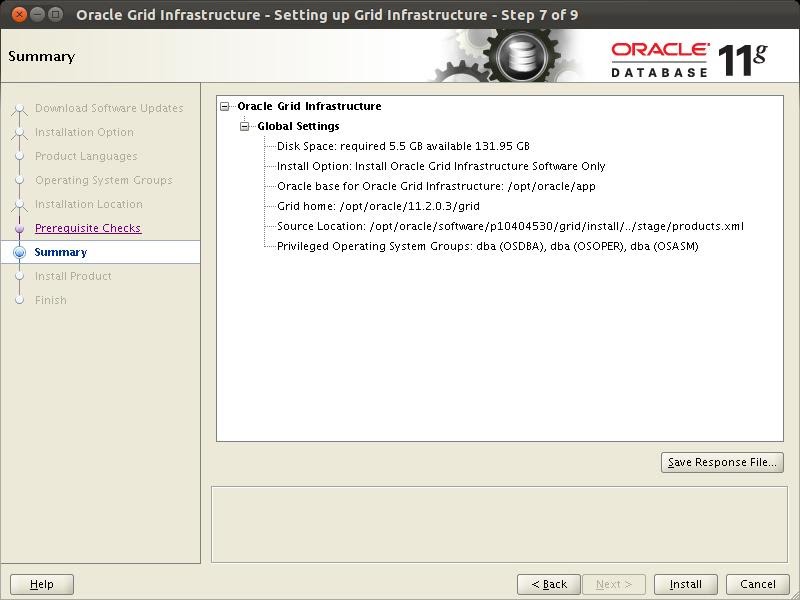 Oracle Grid Infrastructure - Setting up Grid Infrastructure - Step 7 of 9
Summary
ORACLE
DATABASE 11g
Download Software Updates
Installation Option
Product Languages
Operating System Groups
Installation Location
Prerequisite Checks
Summary
Install Product
Finish
Oracle Grid Infrastructure
Global Settings
Disk Space: required 5.5 GB available 131.95 GB
Install Option: Install Oracle Grid Infrastructure Software Only
Oracle base for Oracle Grid Infrastructure: /opt/oracle/app
Grid home: /opt/oracle/11.2.0.3/grid
Source Location: /opt/oracle/software/p10404530/grid/install/../stage/products.xml
Privileged Operating System Groups: dba (OSDBA), dba (OSOPER), dba (OSASM)
Save Response File...
Help
< Back
Next >
Install
Cancel